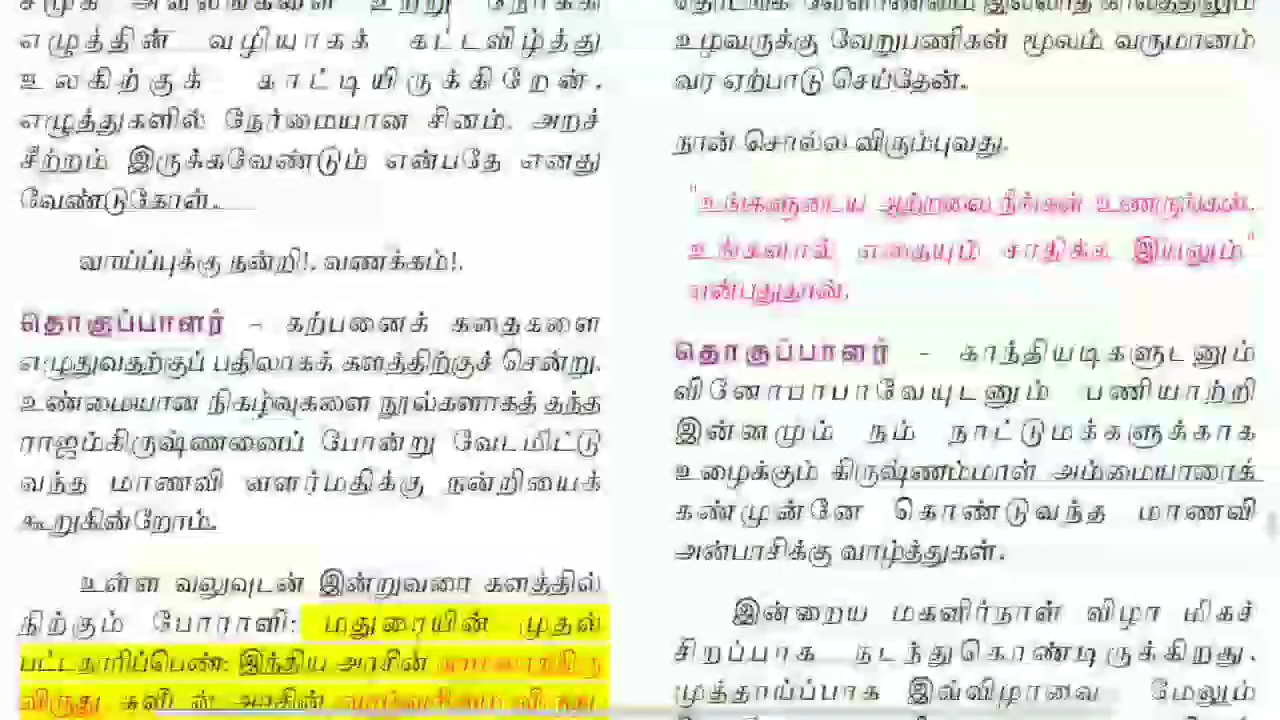 எழுத்தின் வழியாகக் கட்டவிழ்த்து
உலகிற்குக் காட்டியிருக்கிறேன்.
எழுத்துகளில் நேர்மையான சினம், அறச்
சீற்றம் இருக்கவேண்டும் என்பதே எனது
வேண்டுகோள்.
வாய்ப்புக்கு நன்றி!. வணக்கம்!.
தொகுப்பாளர் – கற்பனைக் கதைகளை
எழுதுவதற்குப் பதிலாகக் களத்திற்குச் சென்று,
உண்மையான நிகழ்வுகளை நூல்களாகத் தந்த
ராஜம்கிருஷ்ணனைப் போன்று வேடமிட்டு
வந்த மாணவி வளர்மதிக்கு நன்றியைக்
கூறுகின்றோம்.
உள்ள வலுவுடன் இன்றுவரை களத்தில்
நிற்கும் போராளி: மதுரையின் முதல்
பட்டதாரிப்பெண்: இந்திய அரசின்
விருது, சுவீடன் அரசின் வாழ்வுரிமை விருது,
உழவருக்கு வேறுபணிகள் மூலம் வருமானம்
வர ஏற்பாடு செய்தேன்.
நான் சொல்ல விரும்புவது.
"உங்களுடைய ஆற்றலை நீங்கள் உணருங்கள்.
உங்களால் எதையும் சாதிக்க இயலும்"
என்பதுதான்.
தொகுப்பாளர் – காந்தியடிகளுடனும்
வினோபாபாவேயுடனும் பணியாற்றி
இன்னமும் நம் நாட்டுமக்களுக்காக
உழைக்கும் கிருஷ்ணம்மாள் அம்மையாரைக்
கண்முன்னே கொண்டுவந்த மாணவி
அன்பரசிக்கு வாழ்த்துகள்.
இன்றைய மகளிர்நாள் விழா மிகச்
சிறப்பாக நடந்துகொண்டிருக்கிறது.
முத்தாய்ப்பாக இவ்விழாவை மேலும்